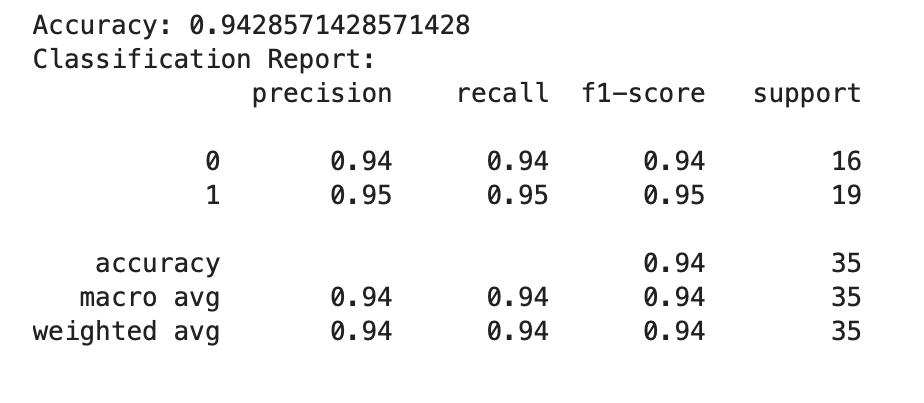 Accuracy: 0.9428571428571428
Classification Report:
precision recall f1-score support
0 0.94 0.94 0.94 16
1 0.95 0.95 0.95 19
accuracy 0.94 35
macro avg 0.94 0.94 0.94 35
weighted avg 0.94 0.94 0.94 35